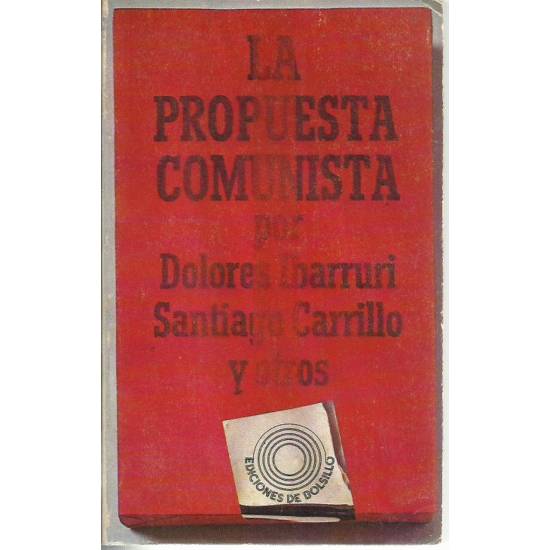 LA
PROPUESTA
COMUNISTA
por
Dolores Ibarruri
Santiago Carrillo
y otros
EDICIONES DE BOLSILLO